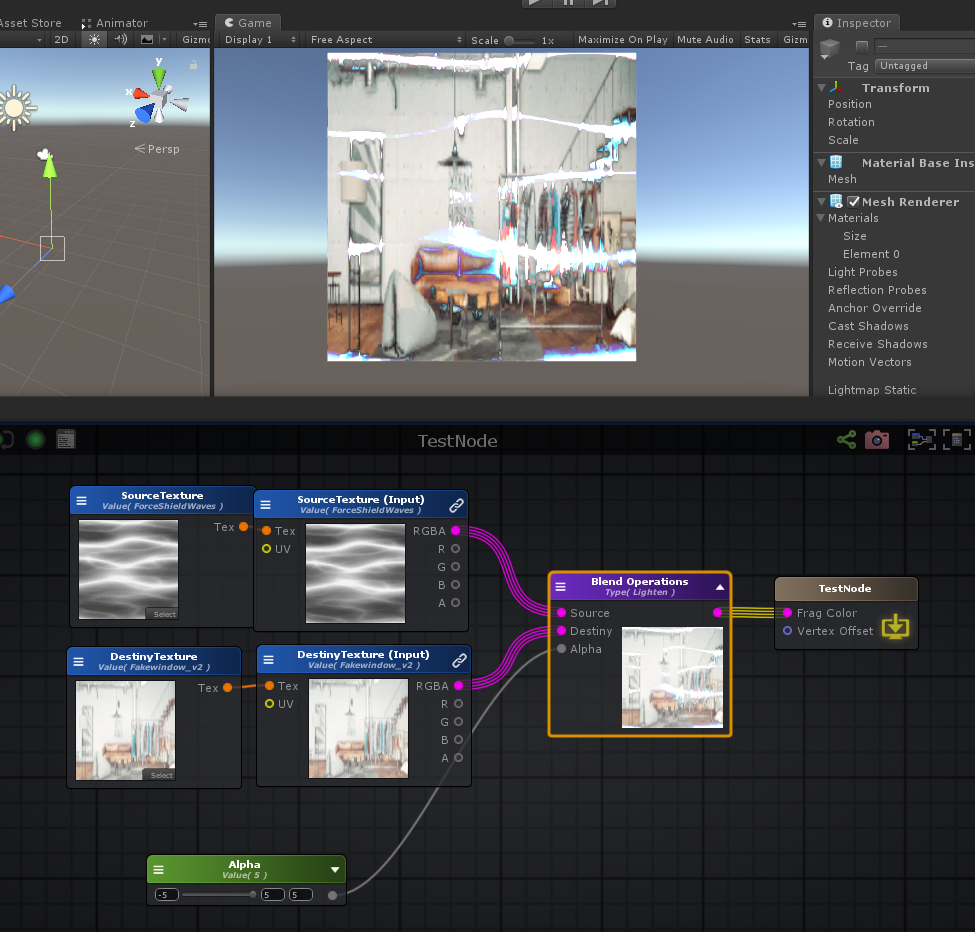 Asset Store
Animator
Game
Inspector
2D
Gizmo
Display 1
Free Aspect
Scale
1x
Maximize On Play
Mute Audio
Stats
Gizm
—
Tag
Untagged
y
x
z
Persp
Transform
Position
Rotation
Scale
Material Base Ins
Mesh
Mesh Renderer
Materials
Size
Element 0
Light Probes
Reflection Probes
Anchor Override
Cast Shadows
Receive Shadows
Motion Vectors
Lightmap Static
TestNode
SourceTexture
Value( ForceShieldWaves )
Tex
Select
SourceTexture (Input)
Value( ForceShieldWaves )
Tex
RGBA
UV
R
G
B
A
DestinyTexture
Value( Fakewindow_v2 )
Tex
Select
DestinyTexture (Input)
Value( Fakewindow_v2 )
Tex
RGBA
UV
R
G
B
A
Blend Operations
Type( Lighten )
Source
Destiny
Alpha
TestNode
Frag Color
Vertex Offset
Alpha
Value( 5 )
-5
5
5